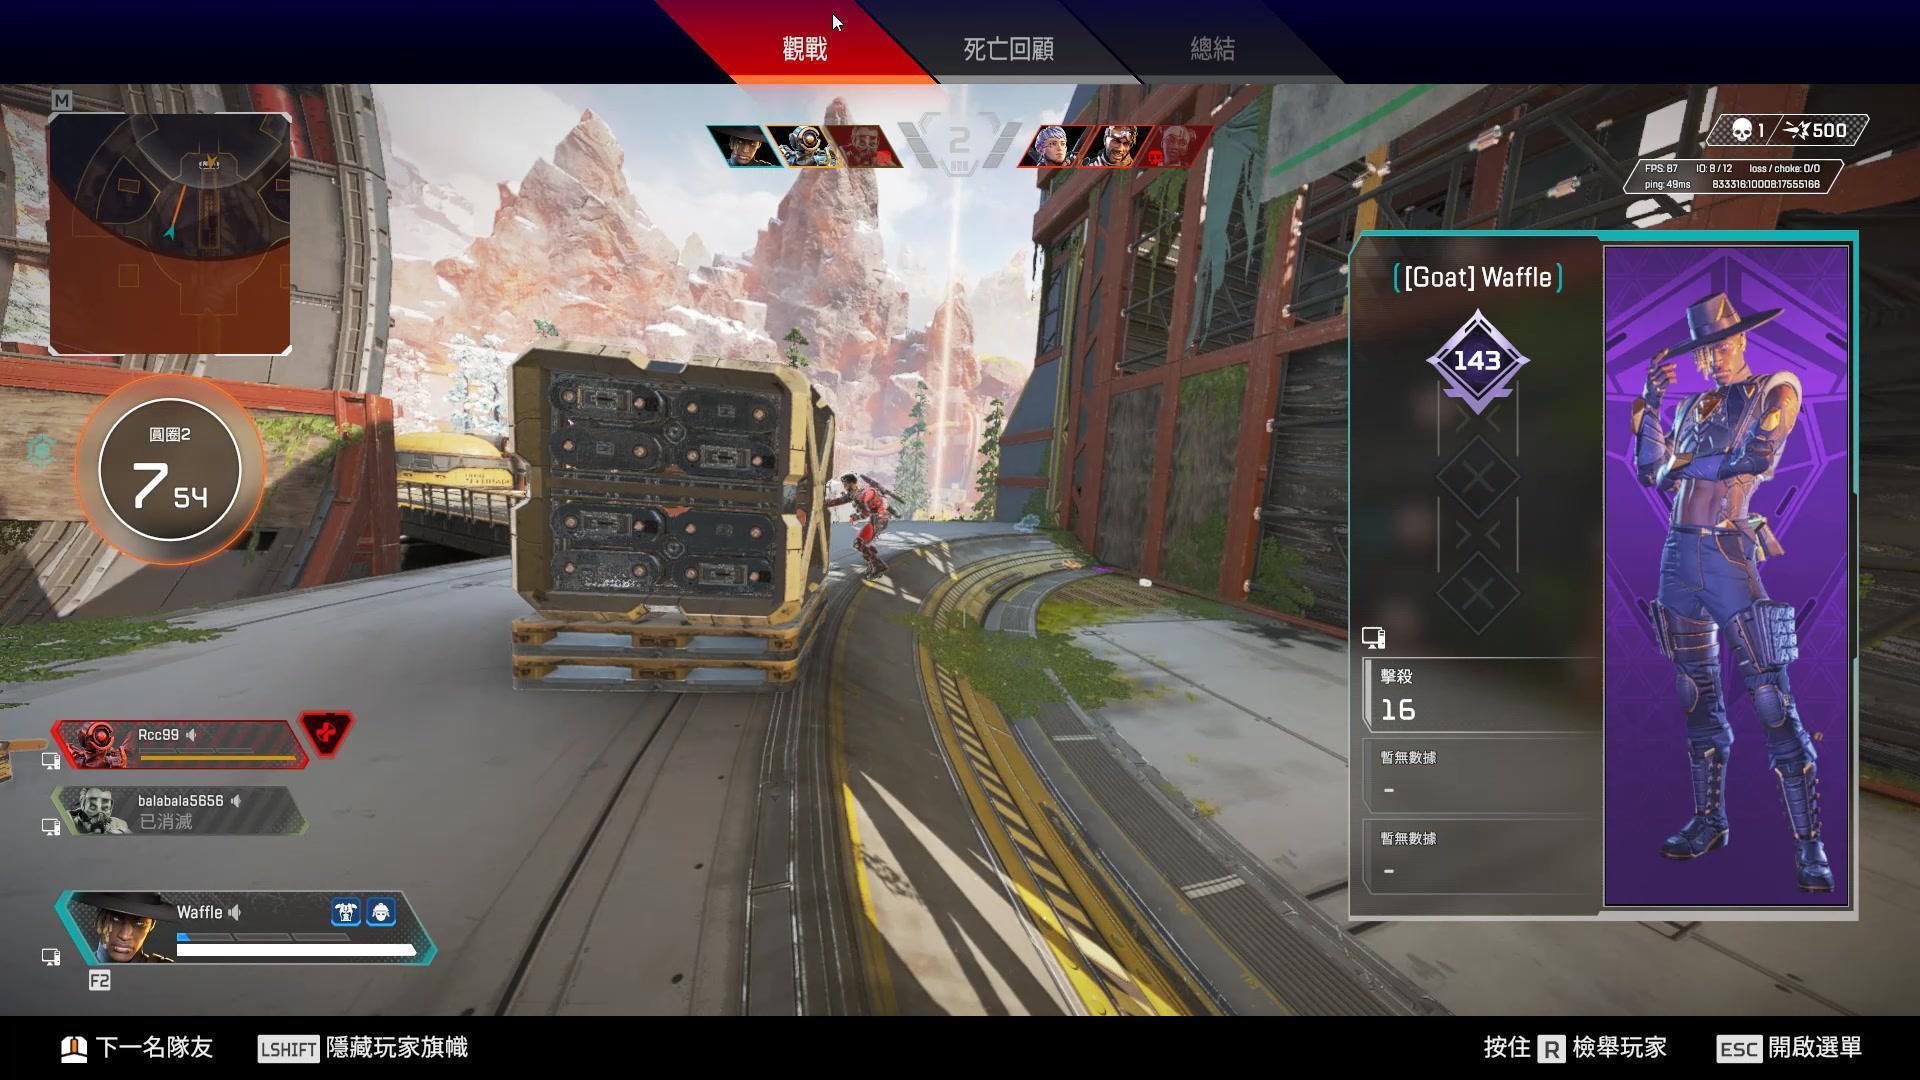 觀戰
死亡回顧
總結
M
2
1
500
FPS: 87 IO: 8 / 12 loss / choke: 0/0
ping: 49ms 833316:10008:17555166
[Goat] Waffle
143
圓圈2
7 54
擊殺
16
暫無數據
-
暫無數據
-
Rcc99
balabala5656
已消滅
Waffle
F2
下一名隊友
LSHIFT 隱藏玩家旗幟
按住 R 檢舉玩家
ESC 開啟選單